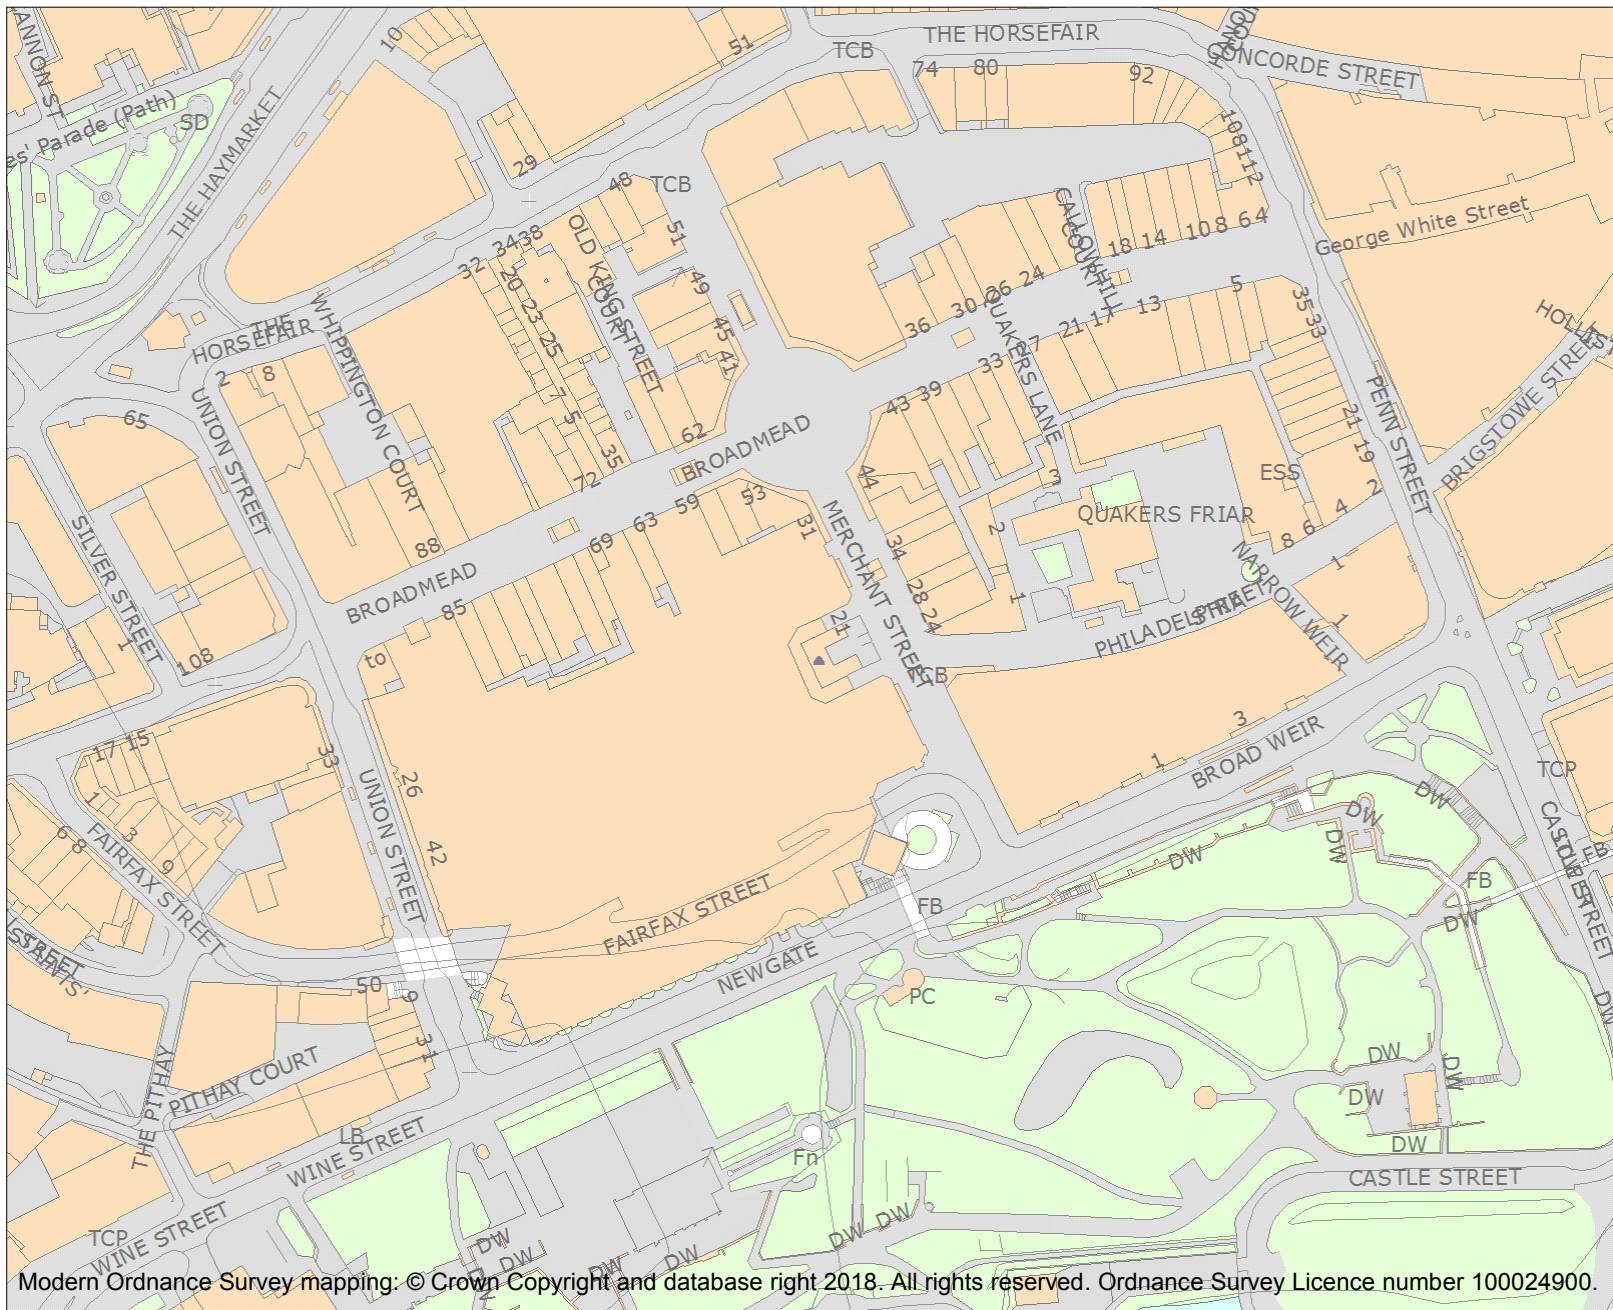 ANNON ST
10
51
TCB
THE HORSEFAIR
CONCORDE STREET
74
80
92
108
112
es' Parade (Path)
SD
THE HAYMARKET
29
48
TCB
51
49
45
41
OLD KING STREET
COURT
32
34
38
20
23
25
7
5
35
CALLOWHILL
COURT
18
14
10
8
6
4
George White Street
5
35
33
36
30
26
24
QUAKERS LANE
27
21
17
13
33
39
43
HORSEFAIR
THE
WHIPPINGTON COURT
2
8
65
UNION STREET
62
72
88
BROADMEAD
BROADMEAD
53
59
63
69
85
31
44
MERCHANT STREET
34
28
24
21
3
2
1
QUAKERS FRIAR
ESS
PENN STREET
21
19
2
4
6
8
BRIGSTOWE STREET
NARROW WEIR
1
1
PHILADELPHIA
STREET
TCB
SILVER STREET
1
108
to
17
15
33
26
42
UNION STREET
1
3
9
6
8
FAIRFAX STREET
FAIRFAX STREET
NEWGATE
FB
PC
1
3
BROAD WEIR
DW
DW
DW
DW
TCP
FB
FB
DW
CASTLE STREET
DW
STREET
50
9
31
PITHAY COURT
THE PITHAY
LB
WINE STREET
WINE STREET
TCP
Fn
DW
DW
DW
DW
DW
CASTLE STREET
DW
DW
DW
DW
DW
DW
DW
Modern Ordnance Survey mapping: © Crown Copyright and database right 2018. All rights reserved. Ordnance Survey Licence number 100024900.